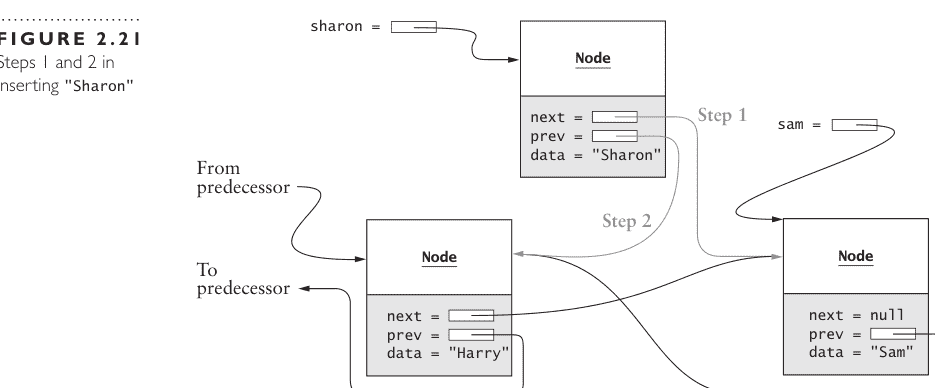 FIGURE 2.21
Steps 1 and 2 in
inserting "Sharon"
sharon =
Node
next =
prev =
data = "Sharon"
Step 1
sam =
From
predecessor
Step 2
Node
To
predecessor
next =
prev =
data = "Harry"
Node
next = null
prev =
data = "Sam"